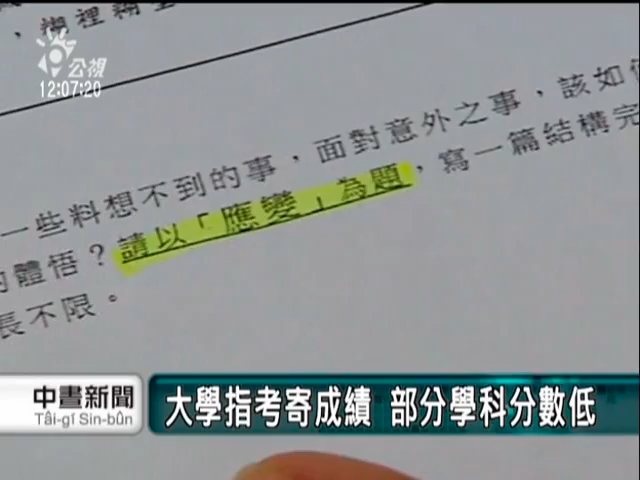 公視
12:07:20
一些料想不到的事，面對意外之事，該如
請以「應變」為題，寫一篇結構完
的體悟？
長不限。
中晝新聞
Tâi-gí Sin-bûn
大學指考寄成績 部分學科分數低